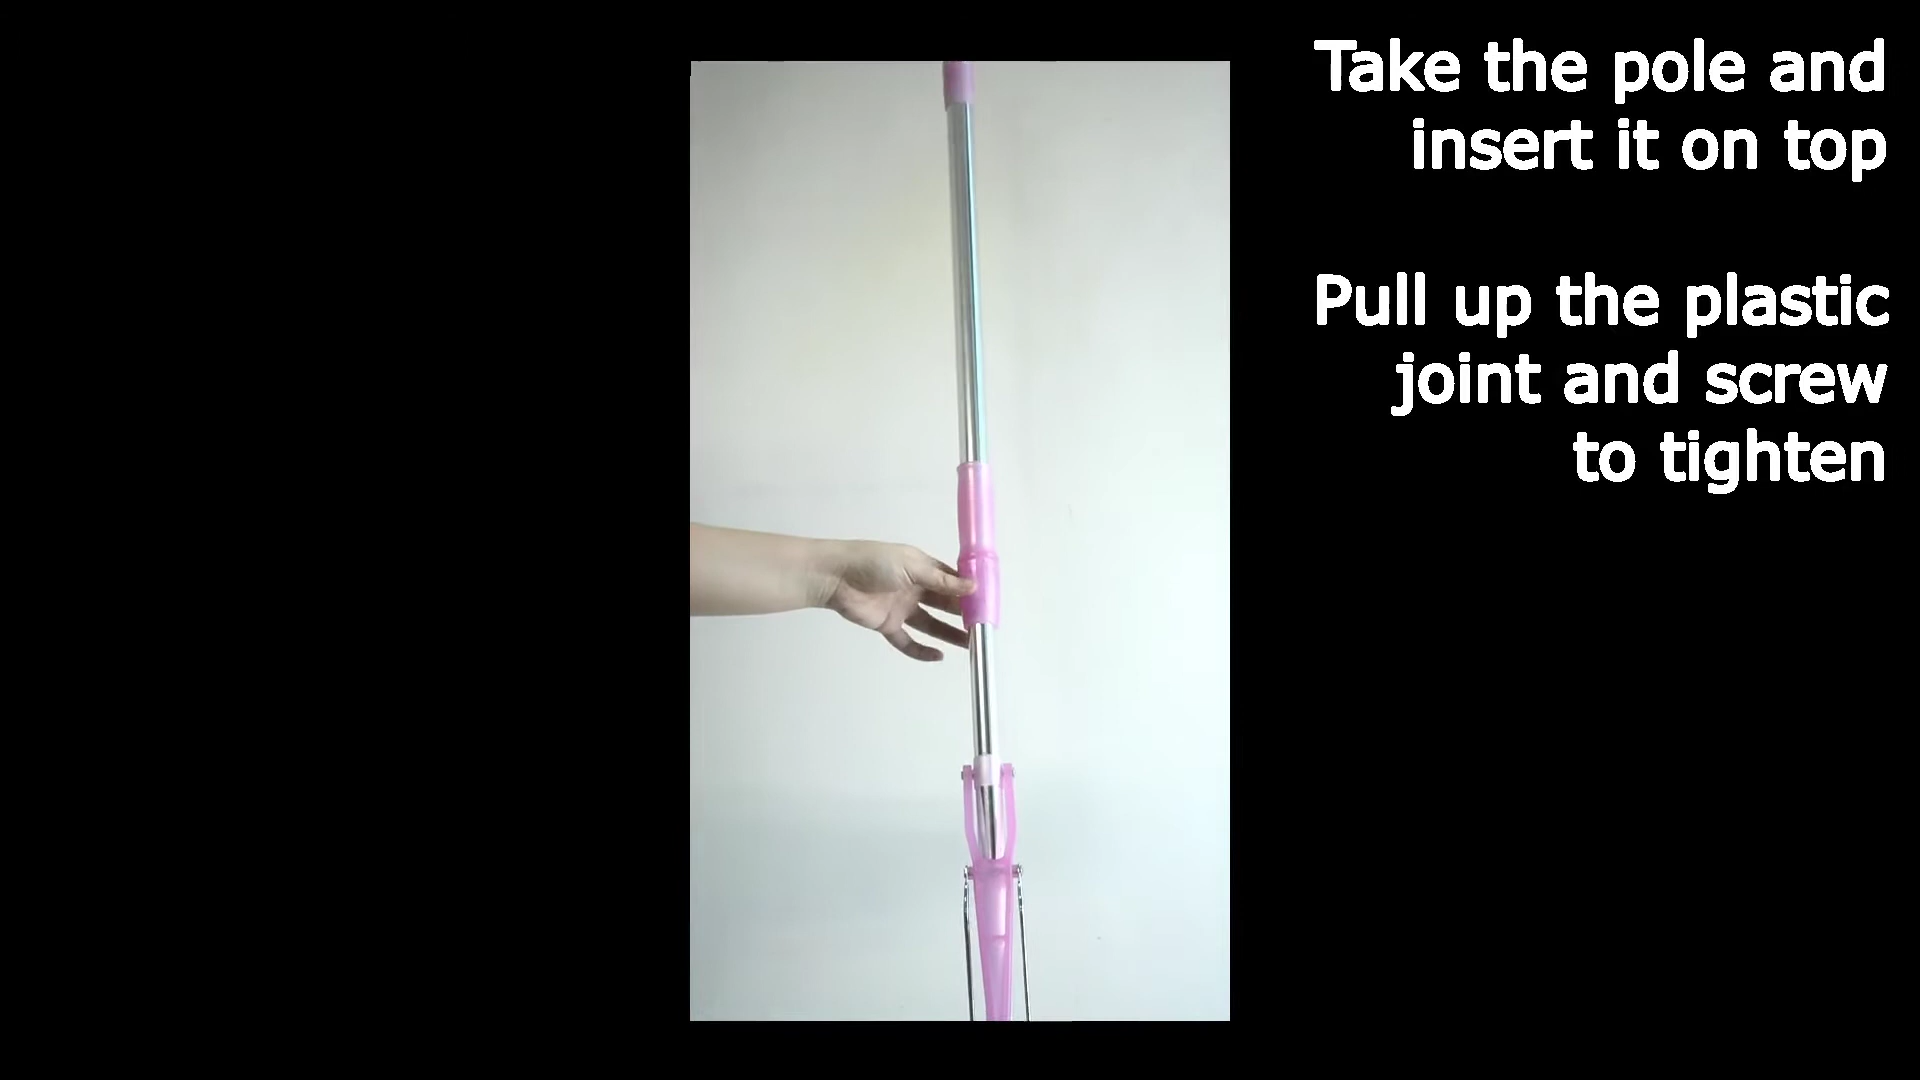 Take the pole and
insert it on top
Pull up the plastic
joint and screw
to tighten